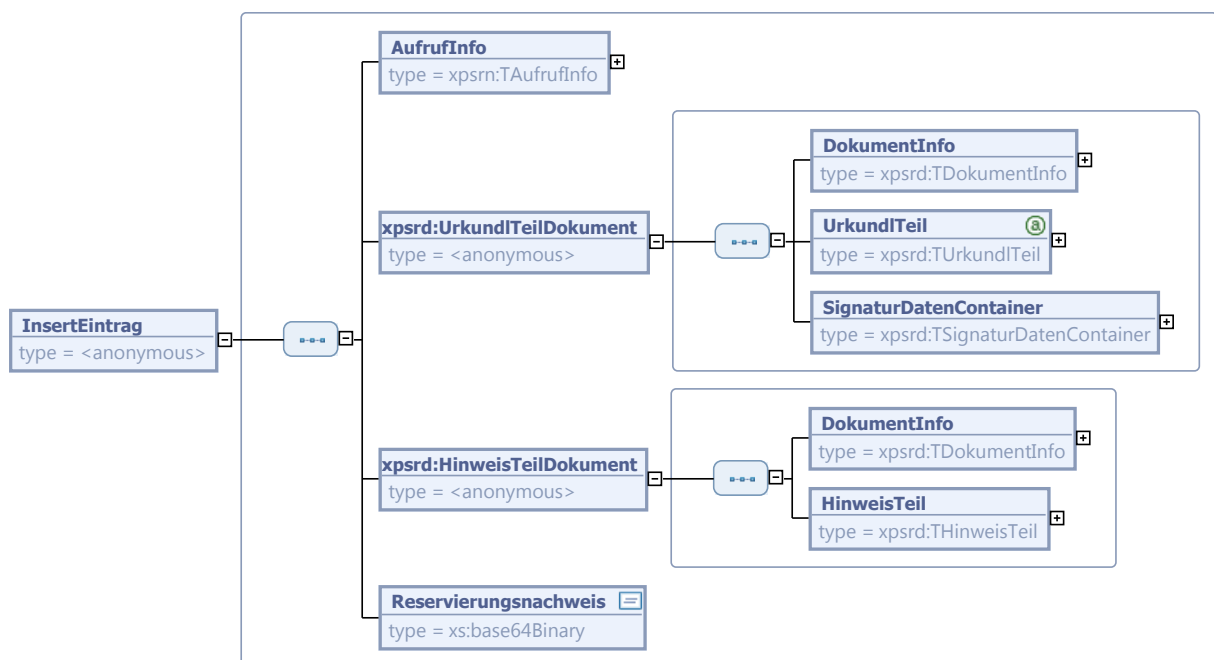 AufrufInfo
type = xpsrn:TAufrufInfo
DokumentInfo
type = xpsrd:TDokumentInfo
xpsrd:UrkundlTeilDokument
type = <anonymous>
UrkundlTeil
type = xpsrd:TUrkundlTeil
SignaturDatenContainer
type = xpsrd:TSignaturDatenContainer
InsertEintrag
type = <anonymous>
DokumentInfo
type = xpsrd:TDokumentInfo
xpsrd:HinweisTeilDokument
type = <anonymous>
HinweisTeil
type = xpsrd:THinweisTeil
Reservierungsnachweis
type = xs:base64Binary